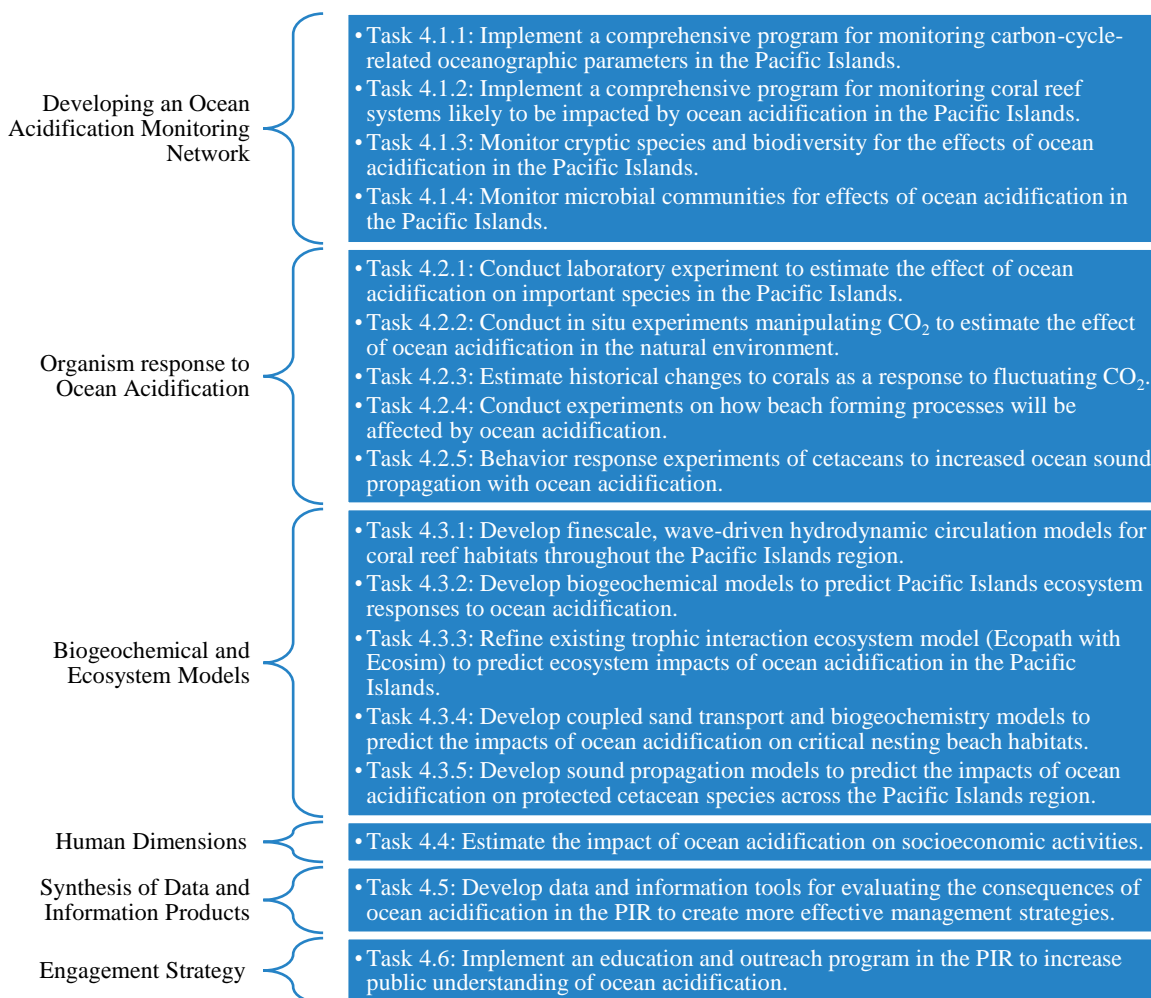 Developing an Ocean
Acidification Monitoring
Network
• Task 4.1.1: Implement a comprehensive program for monitoring carbon-cycle-
related oceanographic parameters in the Pacific Islands.
• Task 4.1.2: Implement a comprehensive program for monitoring coral reef
systems likely to be impacted by ocean acidification in the Pacific Islands.
• Task 4.1.3: Monitor cryptic species and biodiversity for the effects of ocean
acidification in the Pacific Islands.
• Task 4.1.4: Monitor microbial communities for effects of ocean acidification in
the Pacific Islands.
Organism response to
Ocean Acidification
• Task 4.2.1: Conduct laboratory experiment to estimate the effect of ocean
acidification on important species in the Pacific Islands.
• Task 4.2.2: Conduct in situ experiments manipulating CO₂ to estimate the effect
of ocean acidification in the natural environment.
• Task 4.2.3: Estimate historical changes to corals as a response to fluctuating CO₂.
• Task 4.2.4: Conduct experiments on how beach forming processes will be
affected by ocean acidification.
• Task 4.2.5: Behavior response experiments of cetaceans to increased ocean sound
propagation with ocean acidification.
Biogeochemical and
Ecosystem Models
• Task 4.3.1: Develop finescale, wave-driven hydrodynamic circulation models for
coral reef habitats throughout the Pacific Islands region.
• Task 4.3.2: Develop biogeochemical models to predict Pacific Islands ecosystem
responses to ocean acidification.
• Task 4.3.3: Refine existing trophic interaction ecosystem model (Ecopath with
Ecosim) to predict ecosystem impacts of ocean acidification in the Pacific
Islands.
• Task 4.3.4: Develop coupled sand transport and biogeochemistry models to
predict the impacts of ocean acidification on critical nesting beach habitats.
• Task 4.3.5: Develop sound propagation models to predict the impacts of ocean
acidification on protected cetacean species across the Pacific Islands region.
Human Dimensions
• Task 4.4: Estimate the impact of ocean acidification on socioeconomic activities.
Synthesis of Data and
Information Products
• Task 4.5: Develop data and information tools for evaluating the consequences of
ocean acidification in the PIR to create more effective management strategies.
Engagement Strategy
• Task 4.6: Implement an education and outreach program in the PIR to increase
public understanding of ocean acidification.